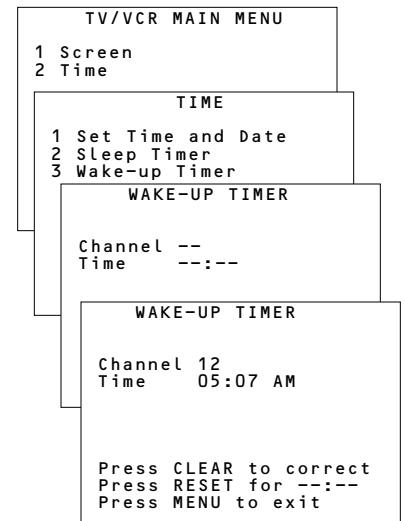 TV/VCR MAIN MENU
1 Screen
2 Time
TIME
1 Set Time and Date
2 Sleep Timer
3 Wake-up Timer
WAKE-UP TIMER
Channel --
Time --:--
WAKE-UP TIMER
Channel 12
Time 05:07 AM
Press CLEAR to correct
Press RESET for --:--
Press MENU to exit